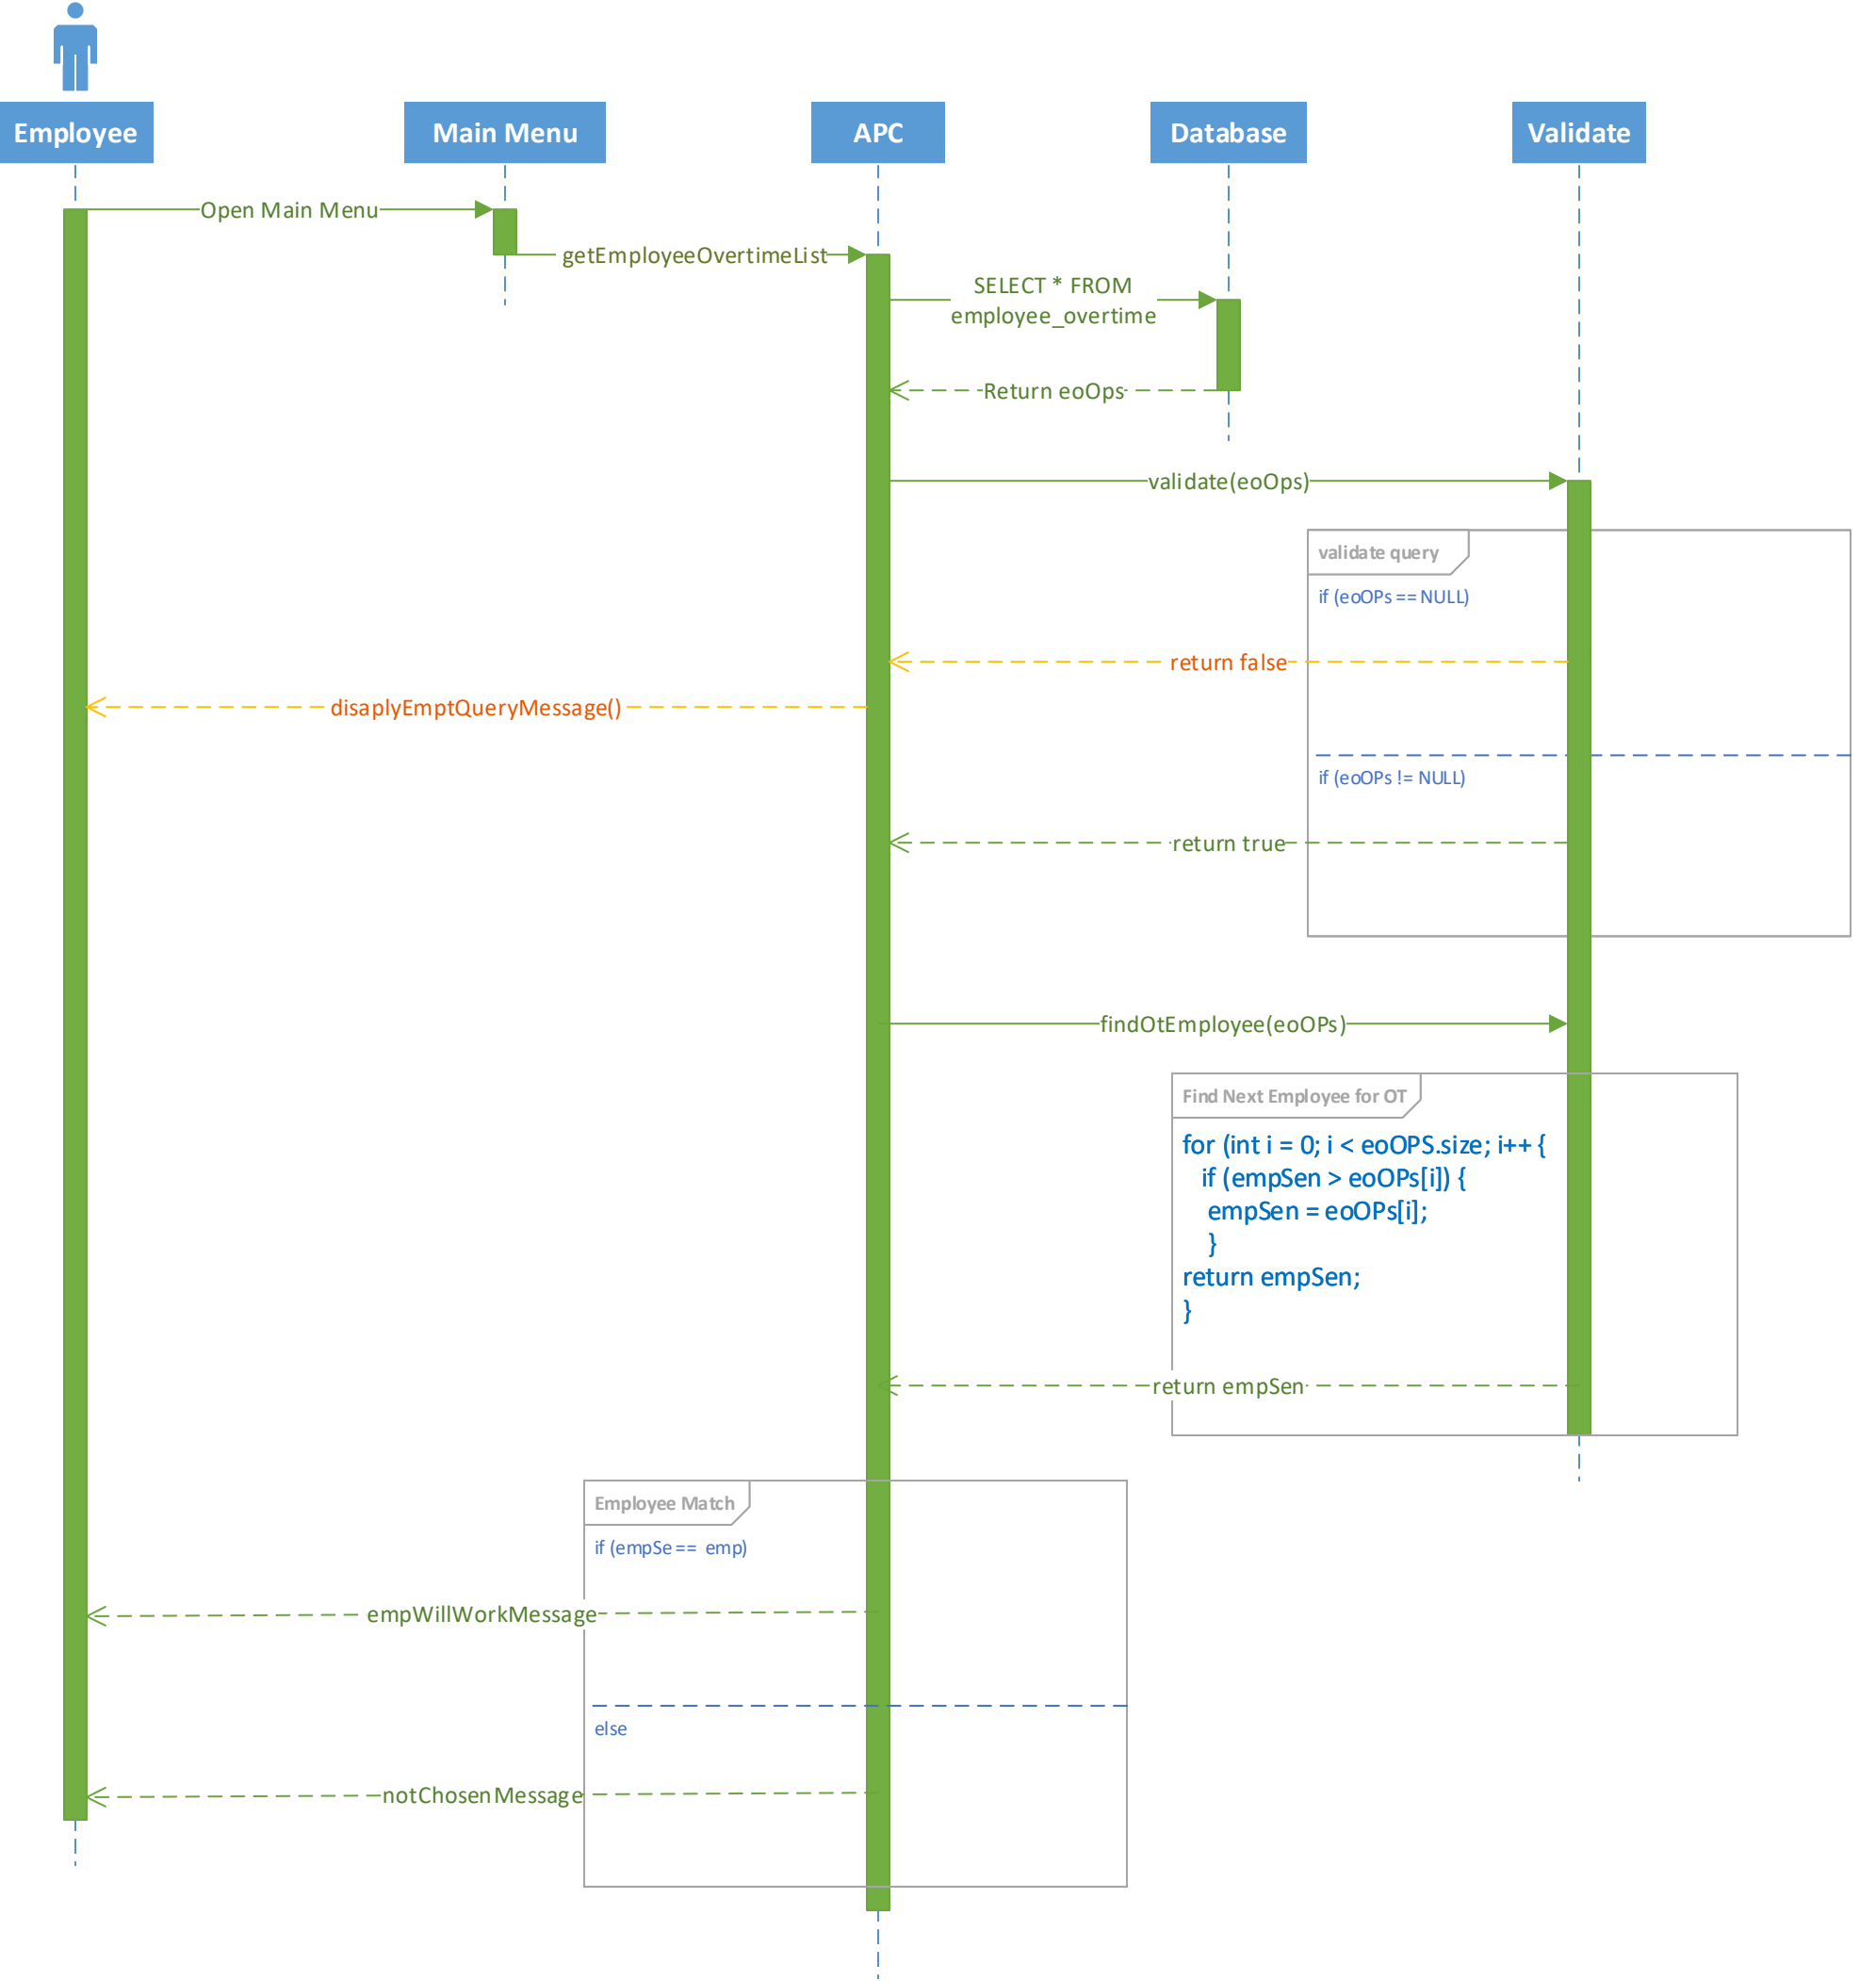 Employee
Main Menu
APC
Database
Validate
Open Main Menu
getEmployeeOvertimeList
SELECT * FROM
employee_overtime
Return eoOps
validate(eoOps)
validate query
if (eoOPs == NULL)
return false
disaplyEmptQueryMessage()
if (eoOPs != NULL)
return true
findOtEmployee(eoOPs)
Find Next Employee for OT
for (int i = 0; i < eoOPS.size; i++ {
if (empSen > eoOPs[i]) {
empSen = eoOPs[i];
}
return empSen;
}
return empSen
Employee Match
if (empSe == emp)
empWillWorkMessage
else
notChosenMessage